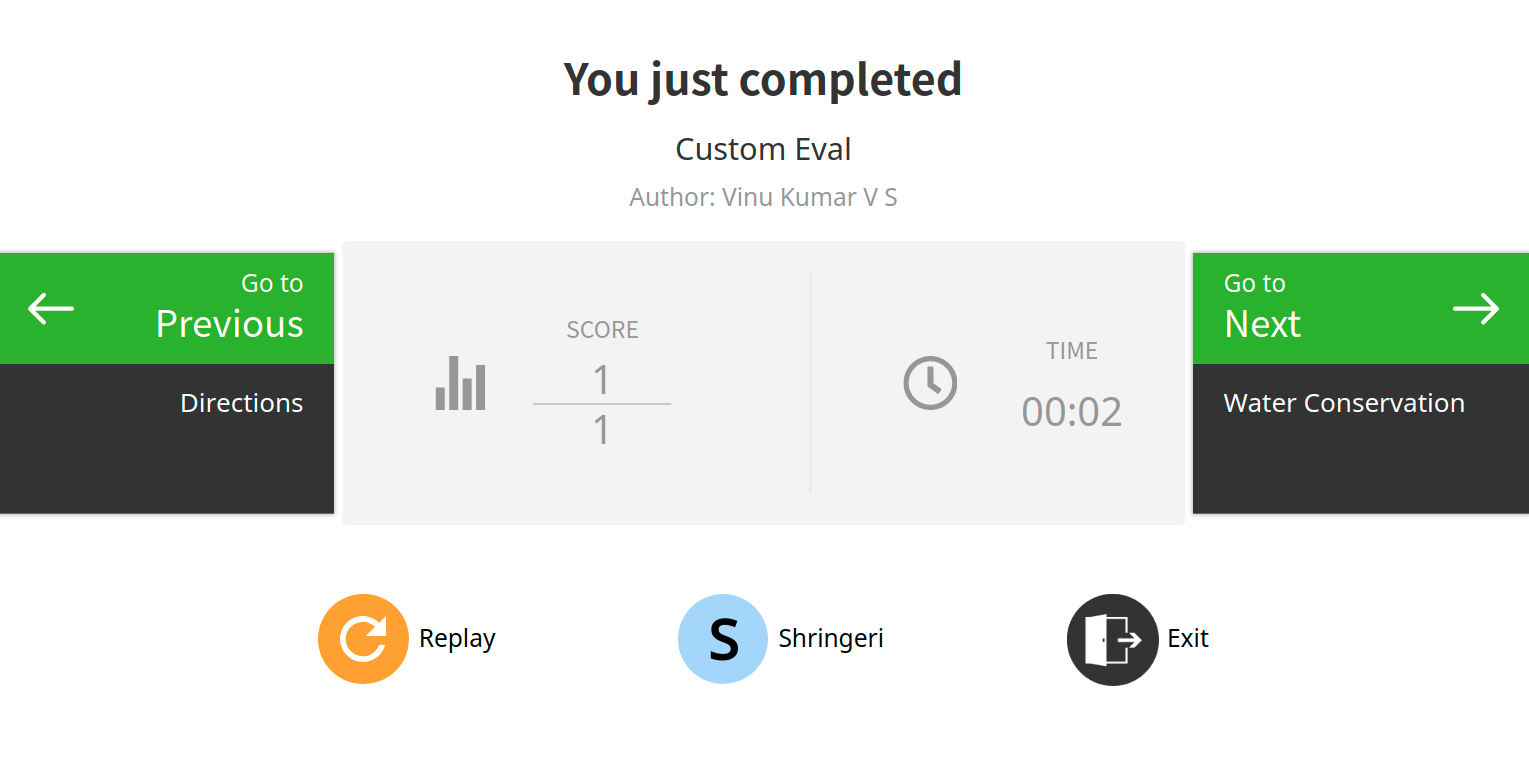 You just completed
Custom Eval
Author: Vinu Kumar V S
Go to
Previous
Directions
SCORE
1
1
TIME
00:02
Go to
Next
Water Conservation
Replay
S
Shringeri
Exit